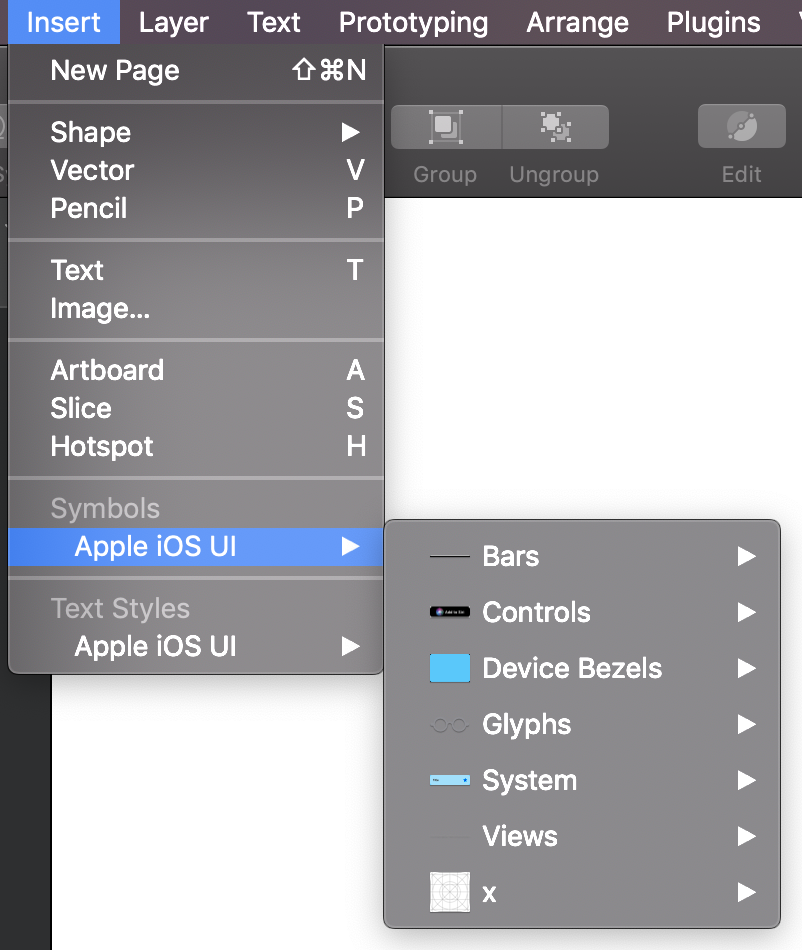 Insert Layer Text Prototyping Arrange Plugins
New Page ⇧⌘N
Shape ▶
Vector V
Pencil P
Group Ungroup Edit
Text T
Image...
Artboard A
Slice S
Hotspot H
Symbols
Apple iOS UI ▶
Text Styles
Apple iOS UI ▶
Bars ▶
Controls ▶
Device Bezels ▶
Glyphs ▶
System ▶
Views ▶
x ▶